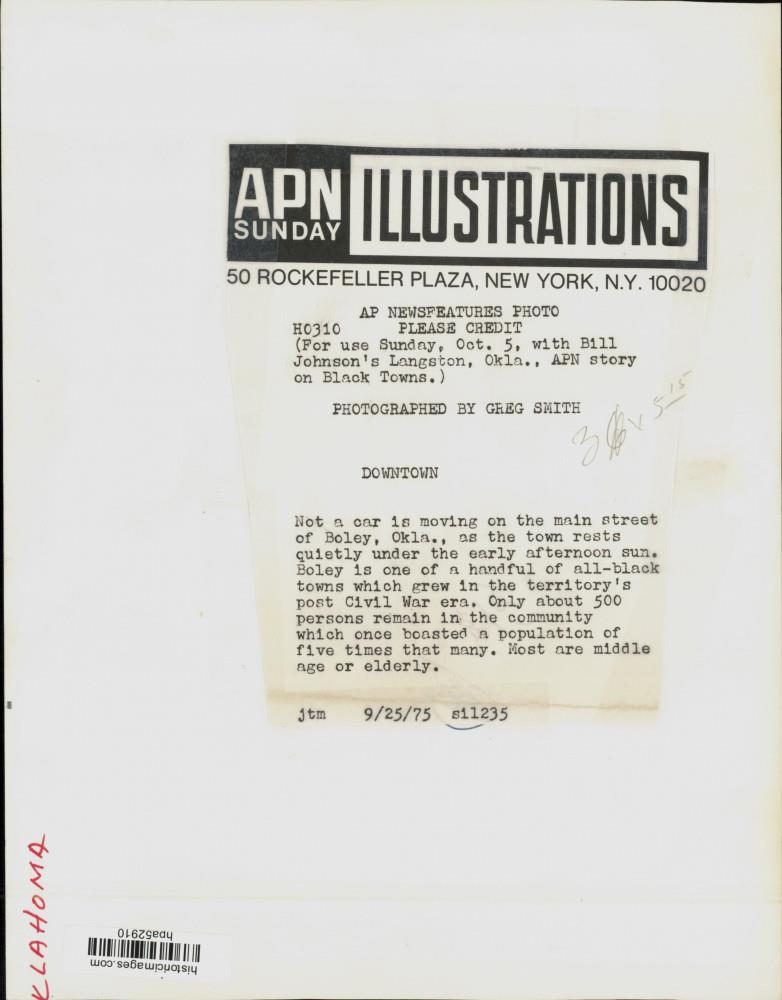 APN ILLUSTRATIONS
SUNDAY
50 ROCKEFELLER PLAZA, NEW YORK, N.Y. 10020
AP NEWSFEATURES PHOTO
H0310 PLEASE CREDIT
(For use Sunday, Oct. 5, with Bill
Johnson's Langston, Okla., APN story
on Black Towns.)
PHOTOGRAPHED BY GREG SMITH
DOWNTOWN
Not a car is moving on the main street
of Boley, Okla., as the town rests
quietly under the early afternoon sun.
Boley is one of a handful of all-black
towns which grew in the territory's
post Civil War era. Only about 500
persons remain in the community
which once boasted a population of
five times that many. Most are middle
age or elderly.
jtm 9/25/75 sil235
KLAHOMA
hpa52910
historicimages.com